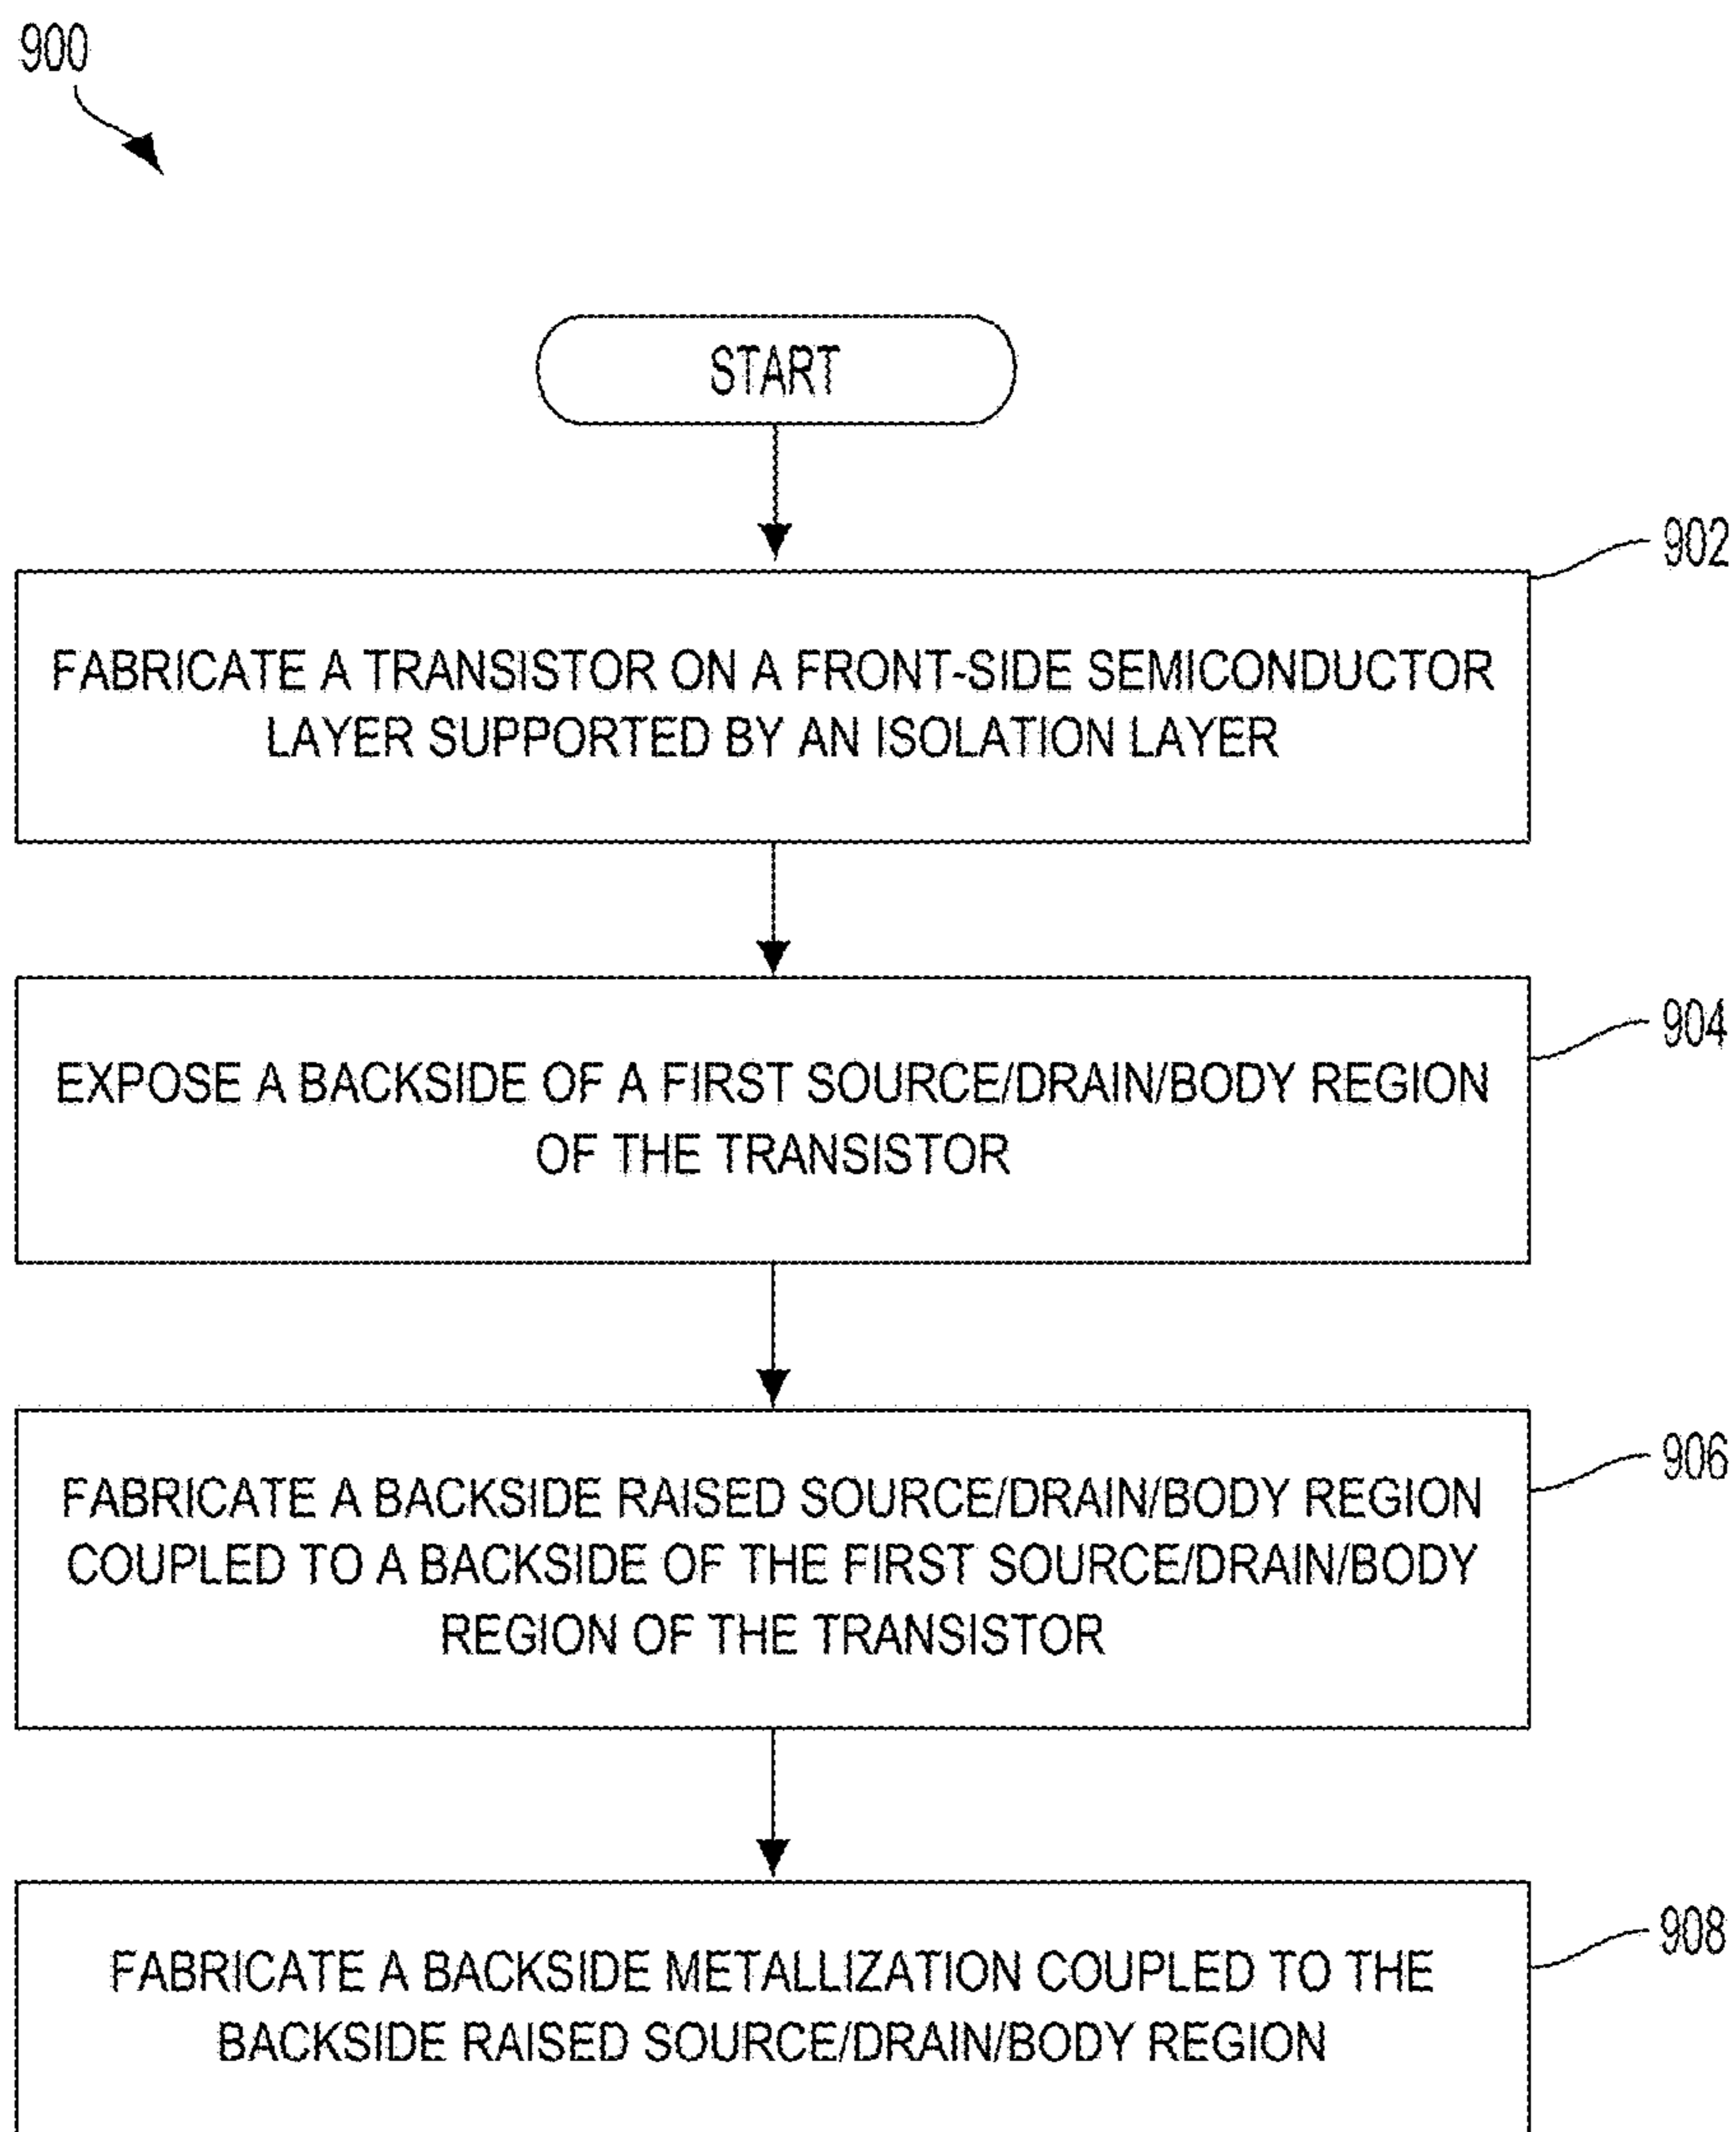 900
START
902
FABRICATE A TRANSISTOR ON A FRONT-SIDE SEMICONDUCTOR
LAYER SUPPORTED BY AN ISOLATION LAYER
904
EXPOSE A BACKSIDE OF A FIRST SOURCE/DRAIN/BODY REGION
OF THE TRANSISTOR
906
FABRICATE A BACKSIDE RAISED SOURCE/DRAIN/BODY REGION
COUPLED TO A BACKSIDE OF THE FIRST SOURCE/DRAIN/BODY
REGION OF THE TRANSISTOR
908
FABRICATE A BACKSIDE METALLIZATION COUPLED TO THE
BACKSIDE RAISED SOURCE/DRAIN/BODY REGION